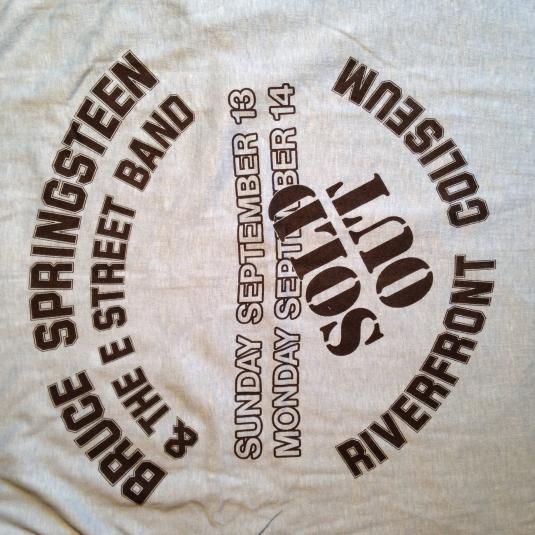 BRUCE SPRINGSTEEN
& THE E STREET BAND
SUNDAY SEPTEMBER 13
MONDAY SEPTEMBER 14
SOLD
OUT
RIVERFRONT COLISEUM